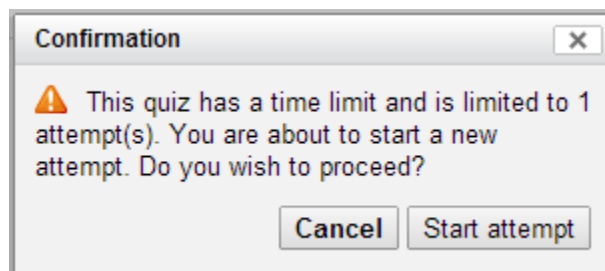 Confirmation
This quiz has a time limit and is limited to 1
attempt(s). You are about to start a new
attempt. Do you wish to proceed?
Cancel Start attempt